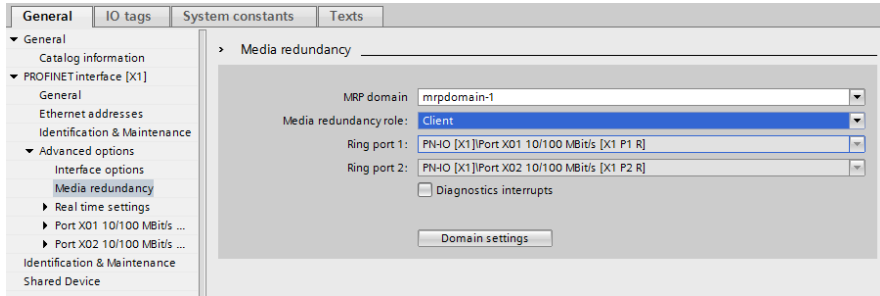 General IO tags System constants Texts
General
Catalog information
PROFINET interface [X1]
General
Ethernet addresses
Identification & Maintenance
Advanced options
Interface options
Media redundancy
Real time settings
Port X01 10/100 MBit/s ...
Port X02 10/100 MBit/s ...
Identification & Maintenance
Shared Device
Media redundancy
MRP domain mrpdomain-1
Media redundancy role: Client
Ring port 1: PN-IO [X1]\Port X01 10/100 MBit/s [X1 P1 R]
Ring port 2: PN-IO [X1]\Port X02 10/100 MBit/s [X1 P2 R]
Diagnostics interrupts
Domain settings